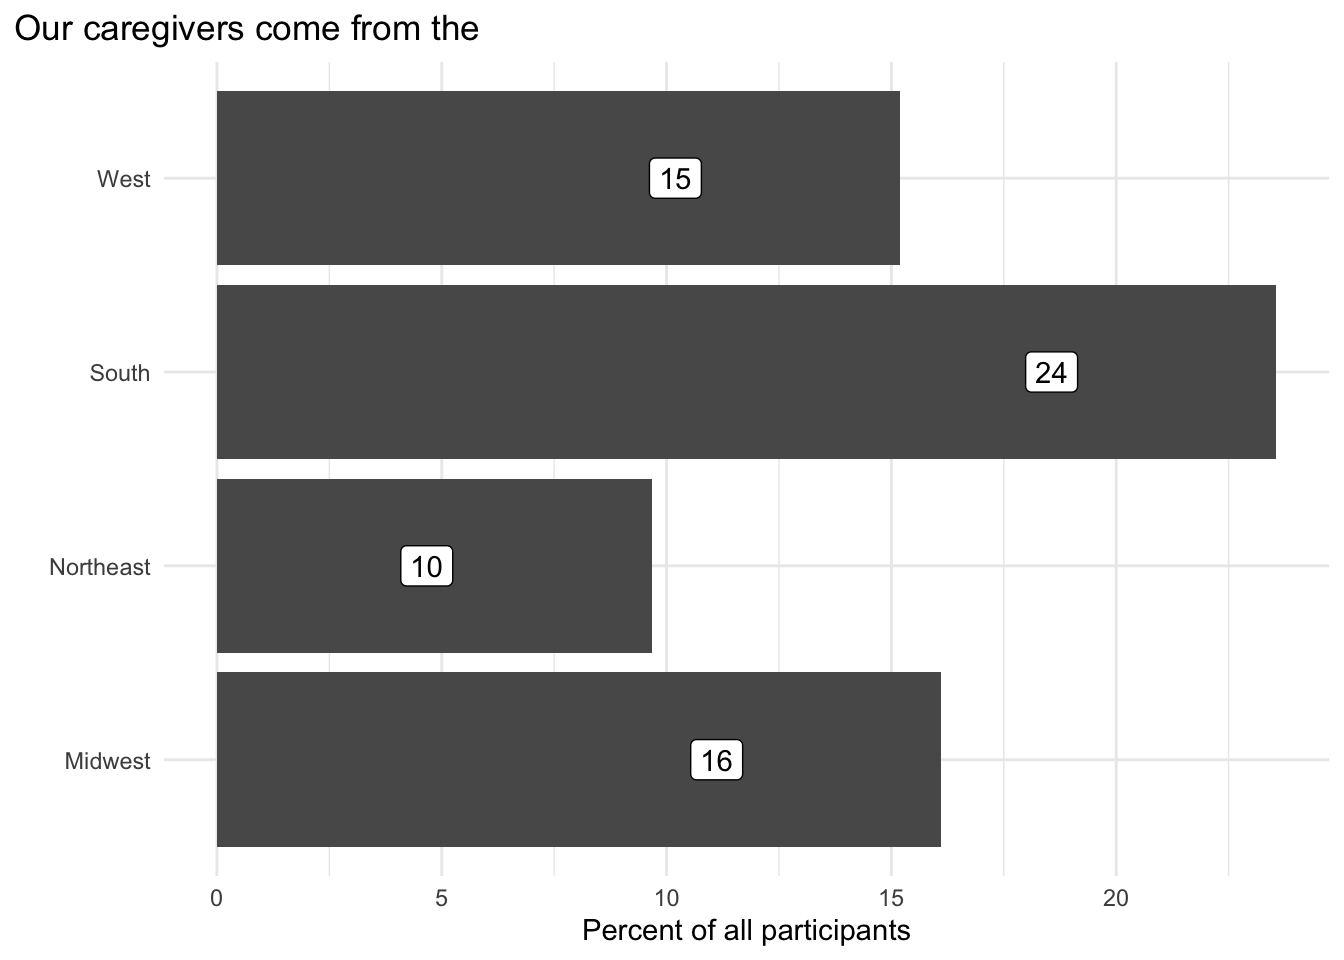 Our caregivers come from the
West
15
South
24
Northeast
10
Midwest
16
0 5 10 15 20
Percent of all participants